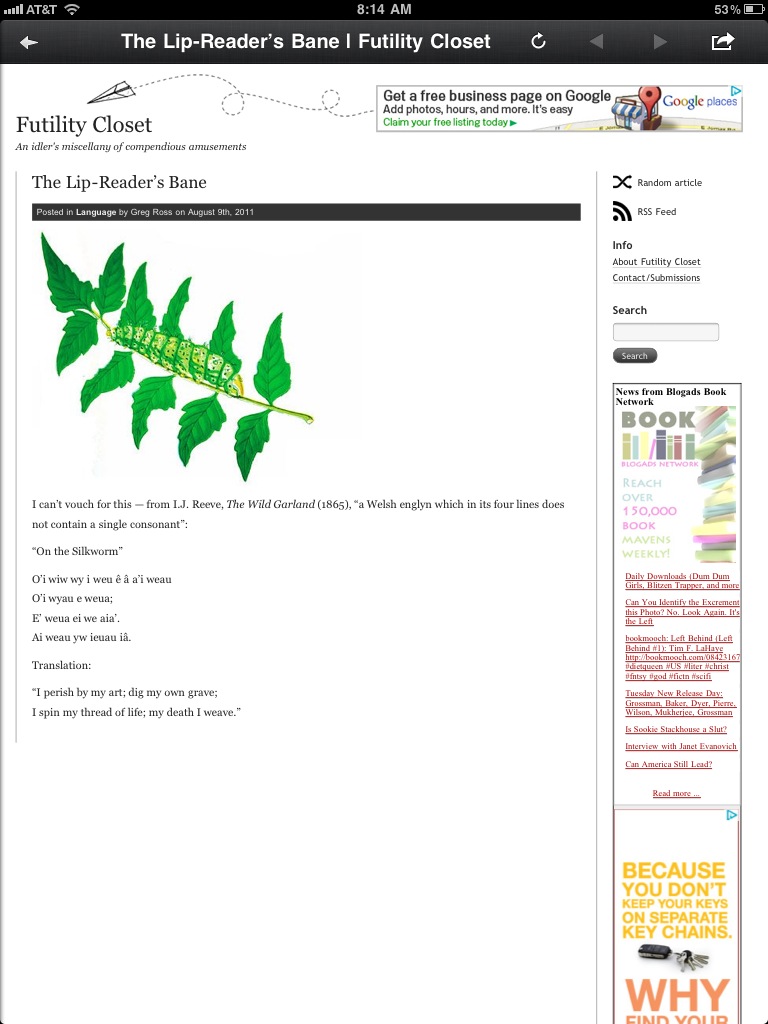 AT&T
8:14 AM
53%
The Lip-Reader's Bane | Futility Closet
Futility Closet
An idler's miscellany of compendious amusements
Get a free business page on Google
Add photos, hours, and more. It's easy
Claim your free listing today ▶
Google places
The Lip-Reader's Bane
Posted in Language by Greg Ross on August 9th, 2011
I can't vouch for this — from I.J. Reeve, The Wild Garland (1865), “a Welsh englyn which in its four lines does
not contain a single consonant”:
“On the Silkworm”
O'i wiw wy i weu ê â a'i weau
O'i wyau e weua;
E' weua ei we aia'.
Ai weau yw ieuau iâ.
Translation:
“I perish by my art; dig my own grave;
I spin my thread of life; my death I weave.”
Random article
RSS Feed
Info
About Futility Closet
Contact/Submissions
Search
Search
News from Blogads Book
Network
BOOK
BLOGADS NETWORK
REACH
OVER
150,000
BOOK
MAVENS
WEEKLY!
Daily Downloads (Dum Dum
Girls, Blitzen Trapper, and more
Can You Identify the Excrement
in this Photo? No. Look Again. It's
the Left
bookmooch: Left Behind (Left
Behind #1): Tim F. LaHaye
http://bookmooch.com/08423167
#dietqueen #US #liter #christ
#fntsy #god #fictn #scifi
Tuesday New Release Day:
Grossman, Baker, Dyer, Pierre,
Wilson, Mukherjee, Grossman
Is Sookie Stackhouse a Slut?
Interview with Janet Evanovich
Can America Still Lead?
Read more ...
BECAUSE
YOU DON'T
KEEP YOUR KEYS
ON SEPARATE
KEY CHAINS.
WHY
FIND YOUR